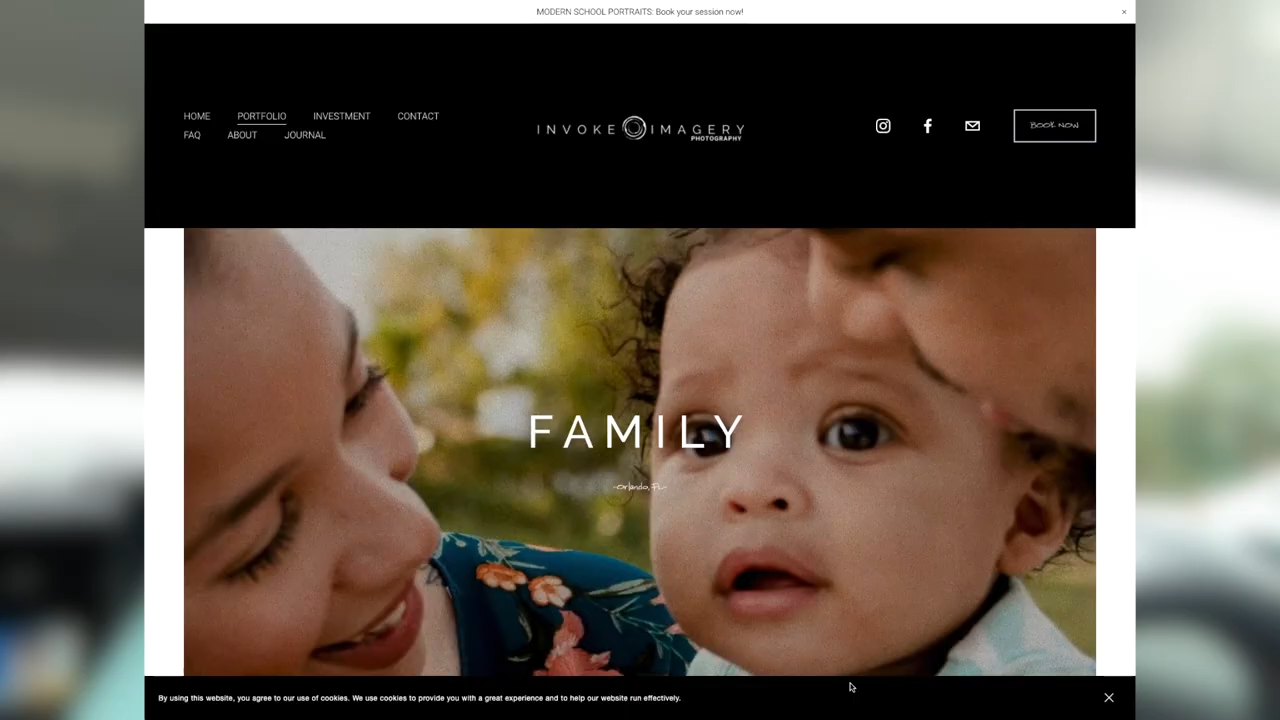 MODERN SCHOOL PORTRAITS: Book your session now!
HOME PORTFOLIO INVESTMENT CONTACT
FAQ ABOUT JOURNAL
INVOKE IMAGERY
PHOTOGRAPHY
BOOK NOW
FAMILY
-Orlando, FL-
By using this website, you agree to our use of cookies. We use cookies to provide you with a great experience and to help our website run effectively.